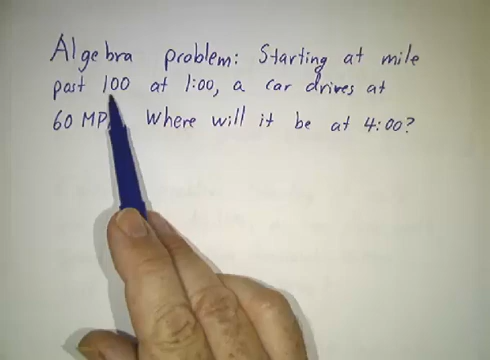 Algebra problem: Starting at mile
post 100 at 1:00, a car drives at
60 MP Where will it be at 4:00?